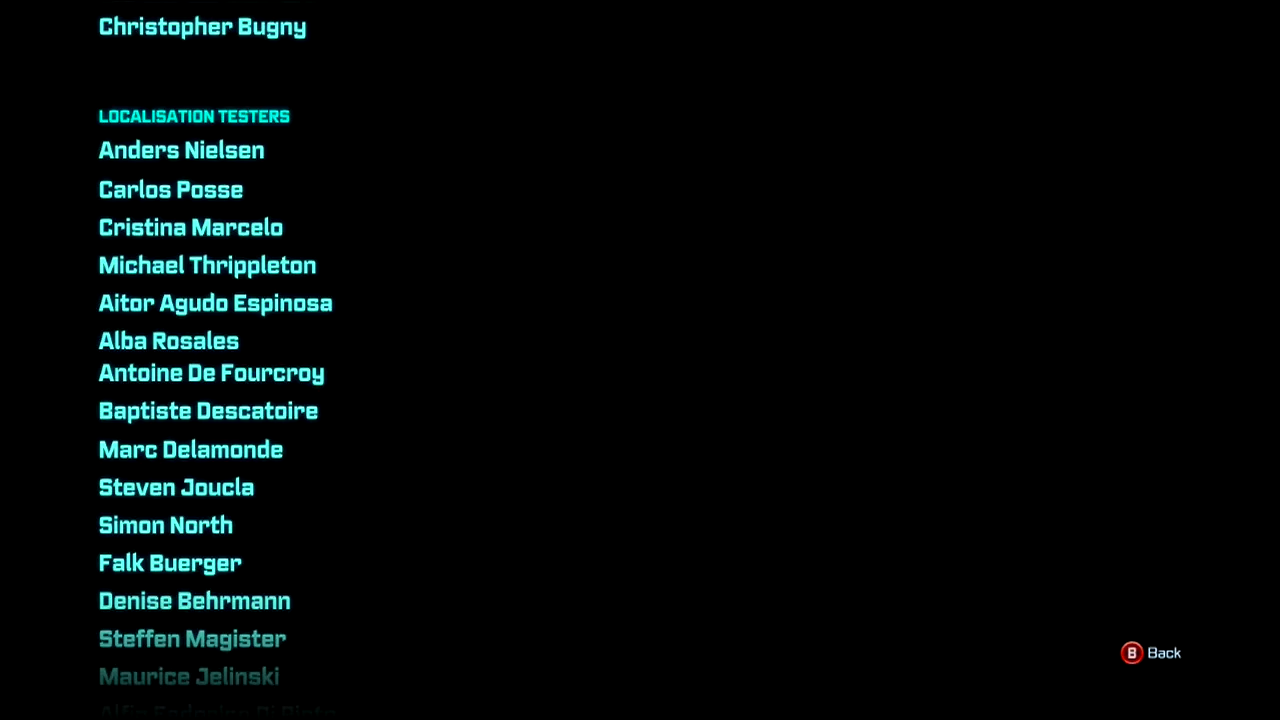 Christopher Bugny
LOCALISATION TESTERS
Anders Nielsen
Carlos Posse
Cristina Marcelo
Michael Thrippleton
Aitor Agudo Espinosa
Alba Rosales
Antoine De Fourcroy
Baptiste Descatoire
Marc Delamonde
Steven Joucla
Simon North
Falk Buerger
Denise Behrmann
Steffen Magister
Maurice Jelinski
B Back